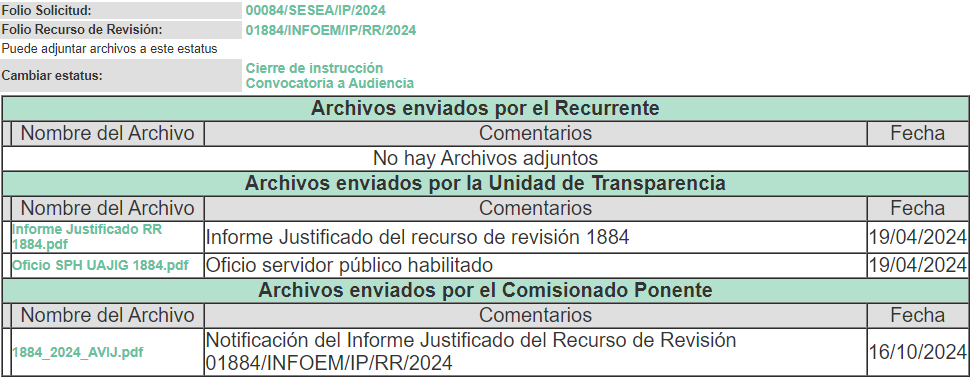 Folio Solicitud: 00084/SESEA/IP/2024
Folio Recurso de Revisión: 01884/INFOEM/IP/RR/2024
Puede adjuntar archivos a este estatus
Cambiar estatus: Cierre de instrucción
Convocatoria a Audiencia
Archivos enviados por el Recurrente
Nombre del Archivo Comentarios Fecha
No hay Archivos adjuntos
Archivos enviados por la Unidad de Transparencia
Nombre del Archivo Comentarios Fecha
Informe Justificado RR
1884.pdf Informe Justificado del recurso de revisión 1884 19/04/2024
Oficio SPH UAJIG 1884.pdf Oficio servidor público habilitado 19/04/2024
Archivos enviados por el Comisionado Ponente
Nombre del Archivo Comentarios Fecha
1884_2024_AVIJ.pdf Notificación del Informe Justificado del Recurso de Revisión
01884/INFOEM/IP/RR/2024 16/10/2024